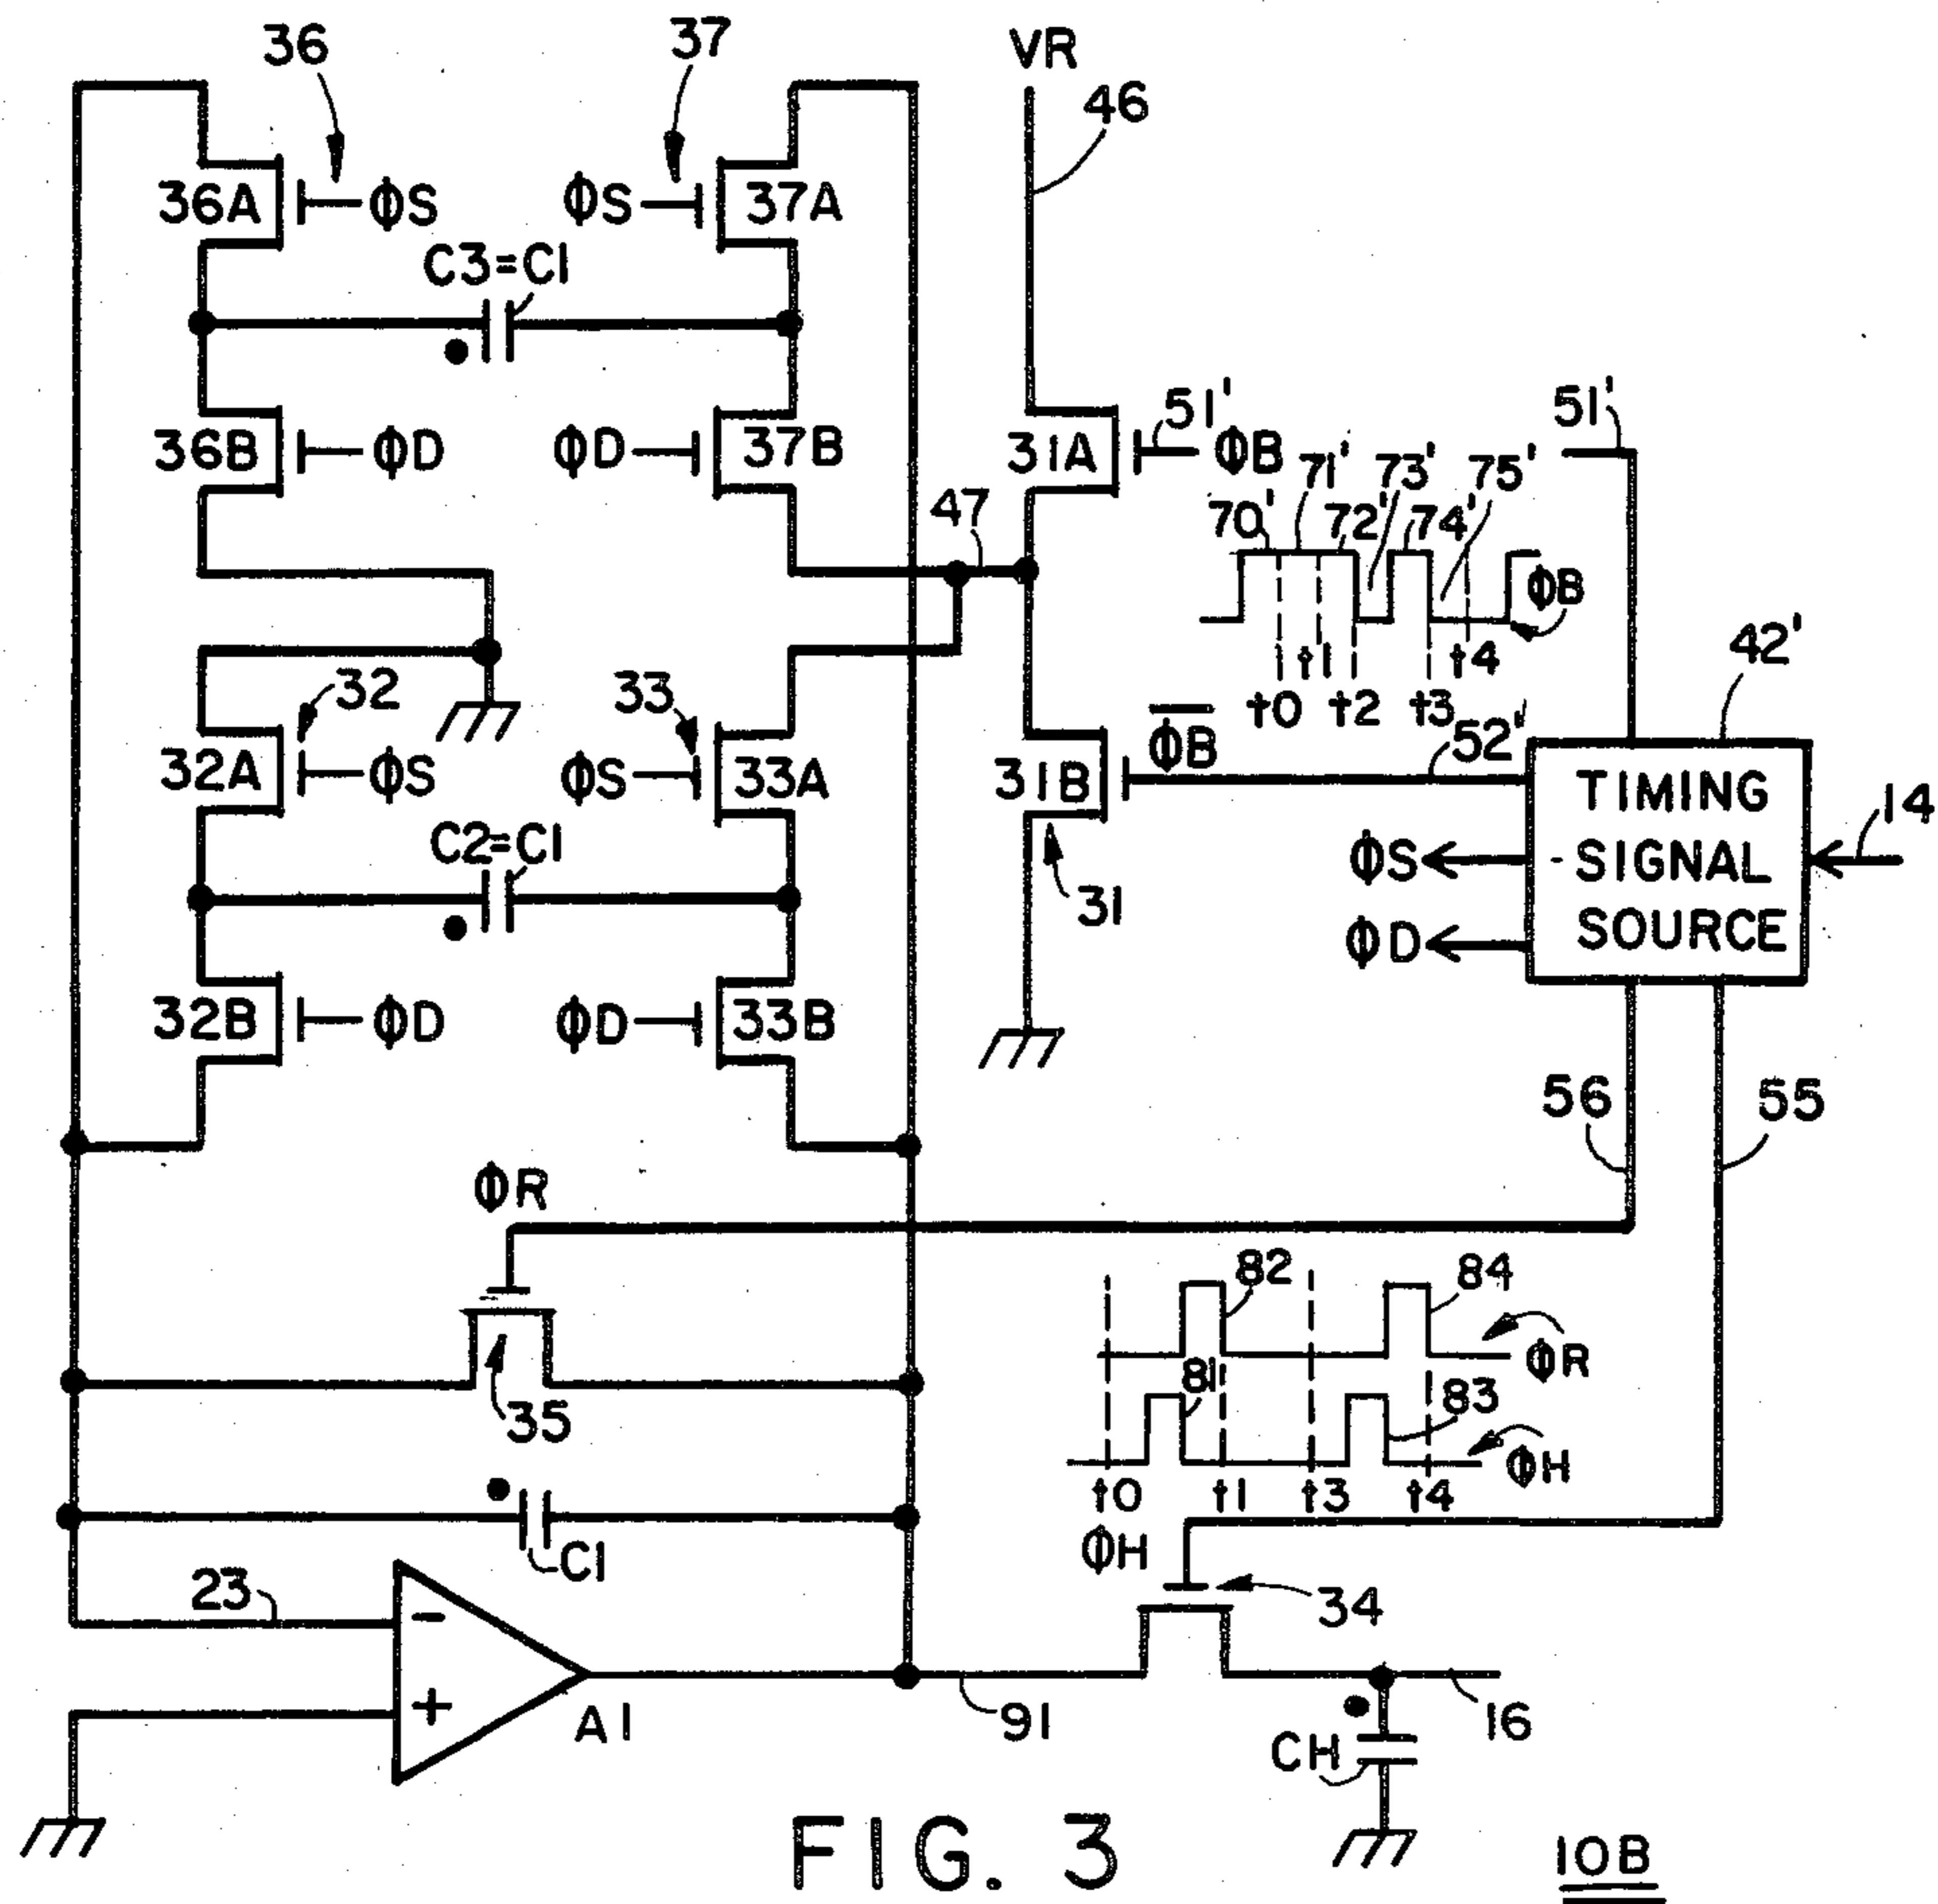 36
37
VR
46
36A
ΦS
ΦS
37A
C3=C1
36B
ΦD
ΦD
37B
31A
51'
ΦB
51'
47
70'
71'
72'
73'
74'
75'
ΦB
t1
t4
t0
t2
t3
42'
32
33
32A
ΦS
ΦS
33A
31B
Φ̅B̅
52'
TIMING
SIGNAL
SOURCE
14
ΦS
ΦD
C2=C1
31
32B
ΦD
ΦD
33B
56
55
ΦR
82
84
ΦR
81
83
ΦH
35
t0
t1
t3
t4
ΦH
C1
34
23
-
+
A1
91
16
CH
FIG. 3
10B